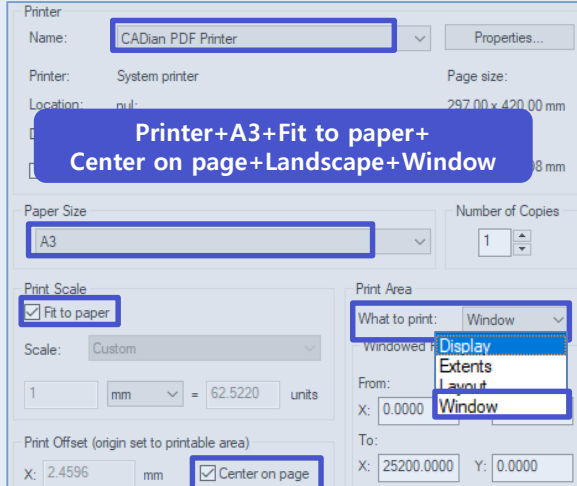 Printer
Name: CADian PDF Printer Properties...
Printer: System printer Page size:
Location: nul: 297.00 x 420.00 mm
Printer+A3+Fit to paper+
Center on page+Landscape+Window
Paper Size Number of Copies
A3 1
Print Scale Print Area
Fit to paper What to print: Window
Scale: Custom Windowed
Display
Extents
1 mm = 62.5220 units From: Layout
X: 0.0000 Window
Print Offset (origin set to printable area) To:
X: 2.4596 mm Center on page X: 25200.0000 Y: 0.0000